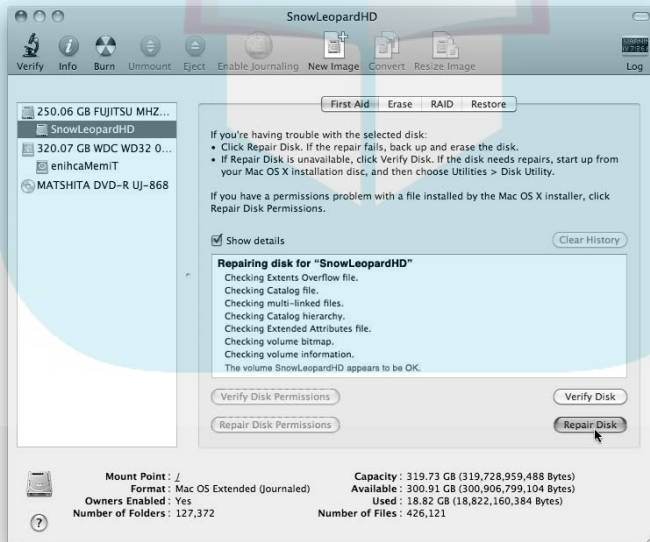 SnowLeopardHD
Verify Info Burn Unmount Eject Enable Journaling New Image Convert Resize Image Log
250.06 GB FUJITSU MHZ...
SnowLeopardHD
320.07 GB WDC WD32 0...
enihcaMemiT
MATSHITA DVD-R UJ-868
First Aid Erase RAID Restore
If you're having trouble with the selected disk:
• Click Repair Disk. If the repair fails, back up and erase the disk.
• If Repair Disk is unavailable, click Verify Disk. If the disk needs repairs, start up from
your Mac OS X installation disc, and then choose Utilities > Disk Utility.
If you have a permissions problem with a file installed by the Mac OS X installer, click
Repair Disk Permissions.
Show details Clear History
Repairing disk for “SnowLeopardHD”
Checking Extents Overflow file.
Checking Catalog file.
Checking multi-linked files.
Checking Catalog hierarchy.
Checking Extended Attributes file.
Checking volume bitmap.
Checking volume information.
The volume SnowLeopardHD appears to be OK.
Verify Disk Permissions Verify Disk
Repair Disk Permissions Repair Disk
Mount Point : / Capacity : 319.73 GB (319,728,959,488 Bytes)
Format : Mac OS Extended (Journaled) Available : 300.91 GB (300,906,799,104 Bytes)
Owners Enabled : Yes Used : 18.82 GB (18,822,160,384 Bytes)
Number of Folders : 127,372 Number of Files : 426,121
?